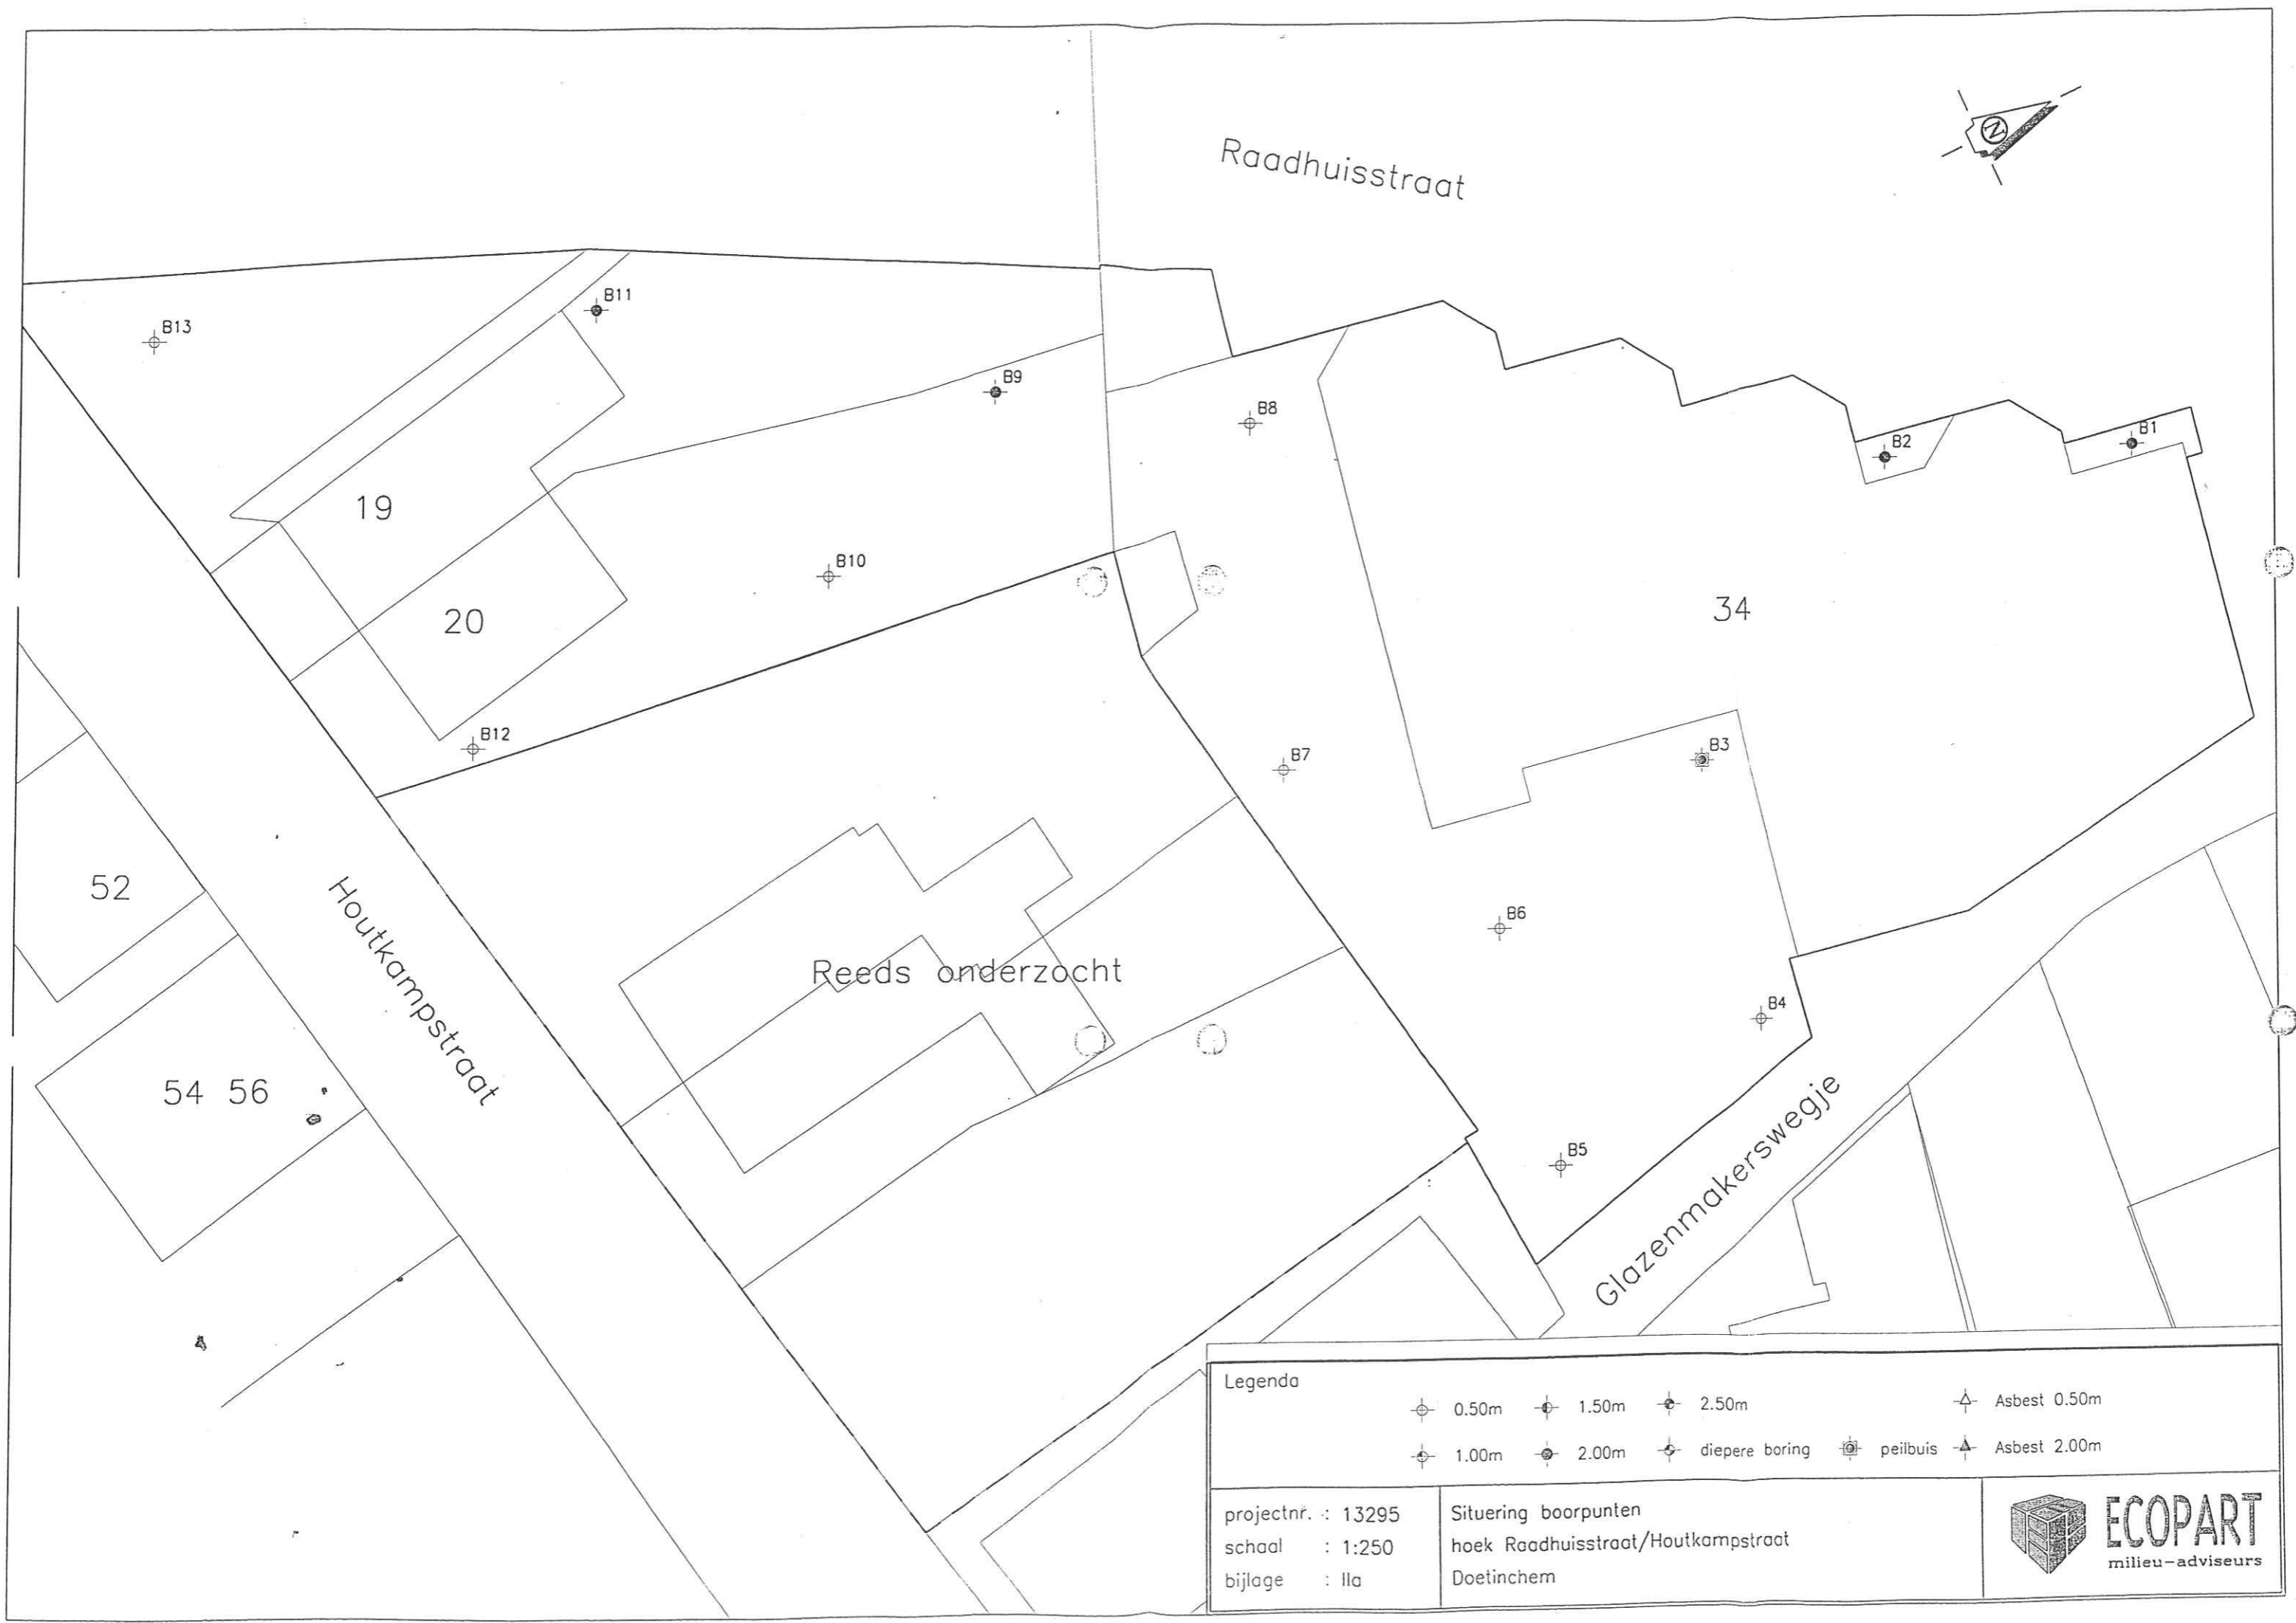 Raadhuisstraat
N
B11
B13
B9
B8
B1
B2
19
B10
34
20
B12
B3
B7
52
Houtkampstraat
B6
Reeds onderzocht
B4
54 56
B5
Glazenmakerswegje
Legenda
0.50m 1.50m 2.50m Asbest 0.50m
1.00m 2.00m diepere boring peilbuis Asbest 2.00m
projectnr. : 13295
schaal : 1:250
bijlage : IIa
Situering boorpunten
hoek Raadhuisstraat/Houtkampstraat
Doetinchem
ECOPART
milieu-adviseurs